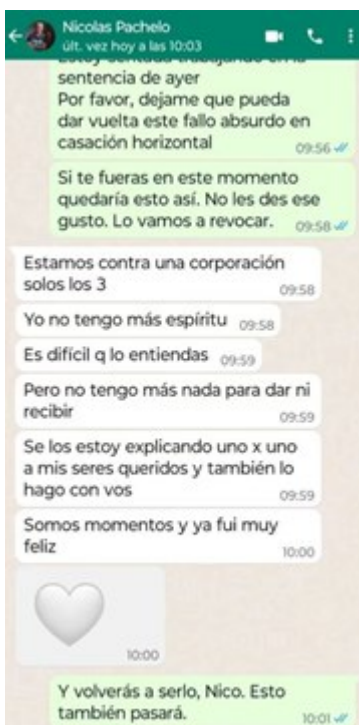 Nicolas Pachelo
últ. vez hoy a las 10:03
Estoy sentada trabajando en la
sentencia de ayer
Por favor, dejame que pueda
dar vuelta este fallo absurdo en
casación horizontal
09:56
Si te fueras en este momento
quedaría esto así. No les des ese
gusto. Lo vamos a revocar.
09:58
Estamos contra una corporación
solos los 3
09:58
Yo no tengo más espíritu
09:58
Es difícil q lo entiendas
09:59
Pero no tengo más nada para dar ni
recibir
09:59
Se los estoy explicando uno x uno
a mis seres queridos y también lo
hago con vos
09:59
Somos momentos y ya fui muy
feliz
10:00
10:00
Y volverás a serlo, Nico. Esto
también pasará.
10:01